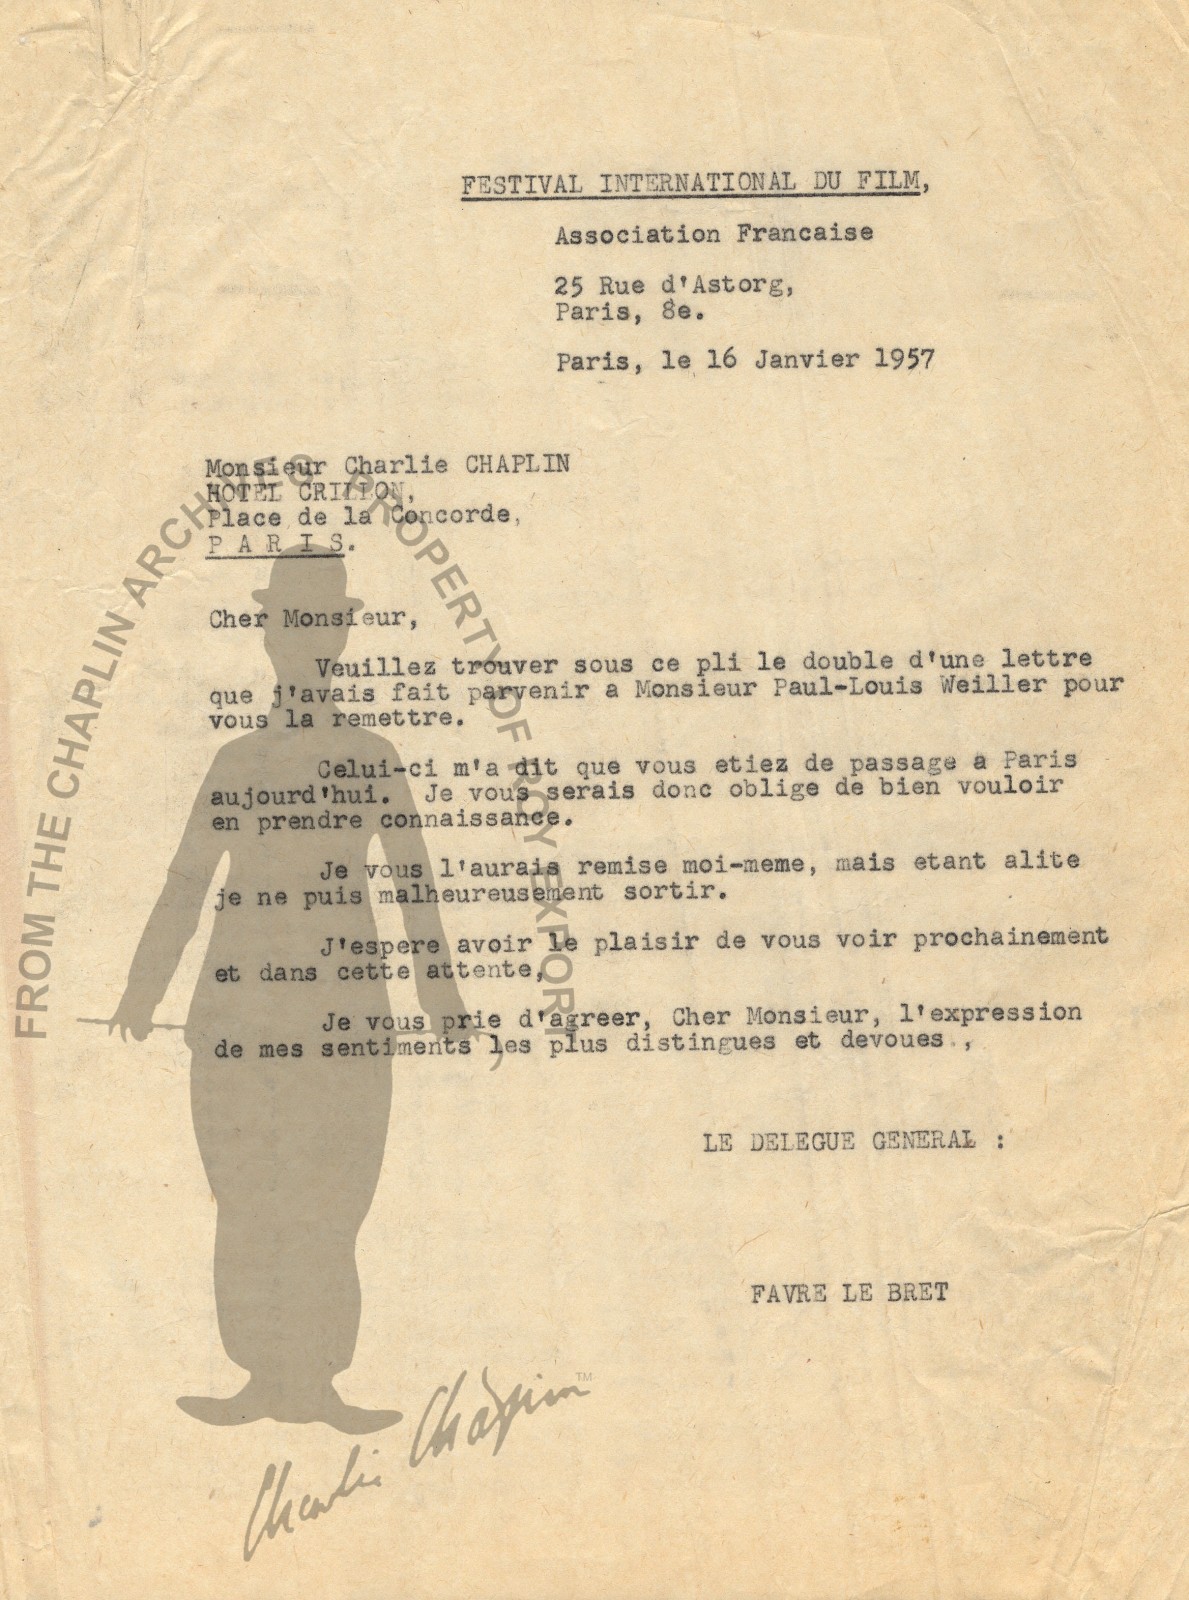 FESTIVAL INTERNATIONAL DU FILM,
Association Francaise
25 Rue d'Astorg,
Paris, 8e.
Paris, le 16 Janvier 1957
Monsieur Charlie CHAPLIN
HOTEL CRILLON,
Place de la Concorde,
P A R I S.
Cher Monsieur,
Veuillez trouver sous ce pli le double d'une lettre
que j'avais fait parvenir a Monsieur Paul-Louis Weiller pour
vous la remettre.
Celui-ci m'a dit que vous etiez de passage a Paris
aujourd'hui. Je vous serais donc oblige de bien vouloir
en prendre connaissance.
Je vous l'aurais remise moi-meme, mais etant alite
je ne puis malheureusement sortir.
J'espere avoir le plaisir de vous voir prochainement
et dans cette attente,
Je vous prie d'agreer, Cher Monsieur, l'expression
de mes sentiments les plus distingues et devoues.,
LE DELEGUE GENERAL :
FAVRE LE BRET
FROM THE CHAPLIN ARCHIVES, PROPERTY OF ROY EXPORT
Charlie Chaplin™